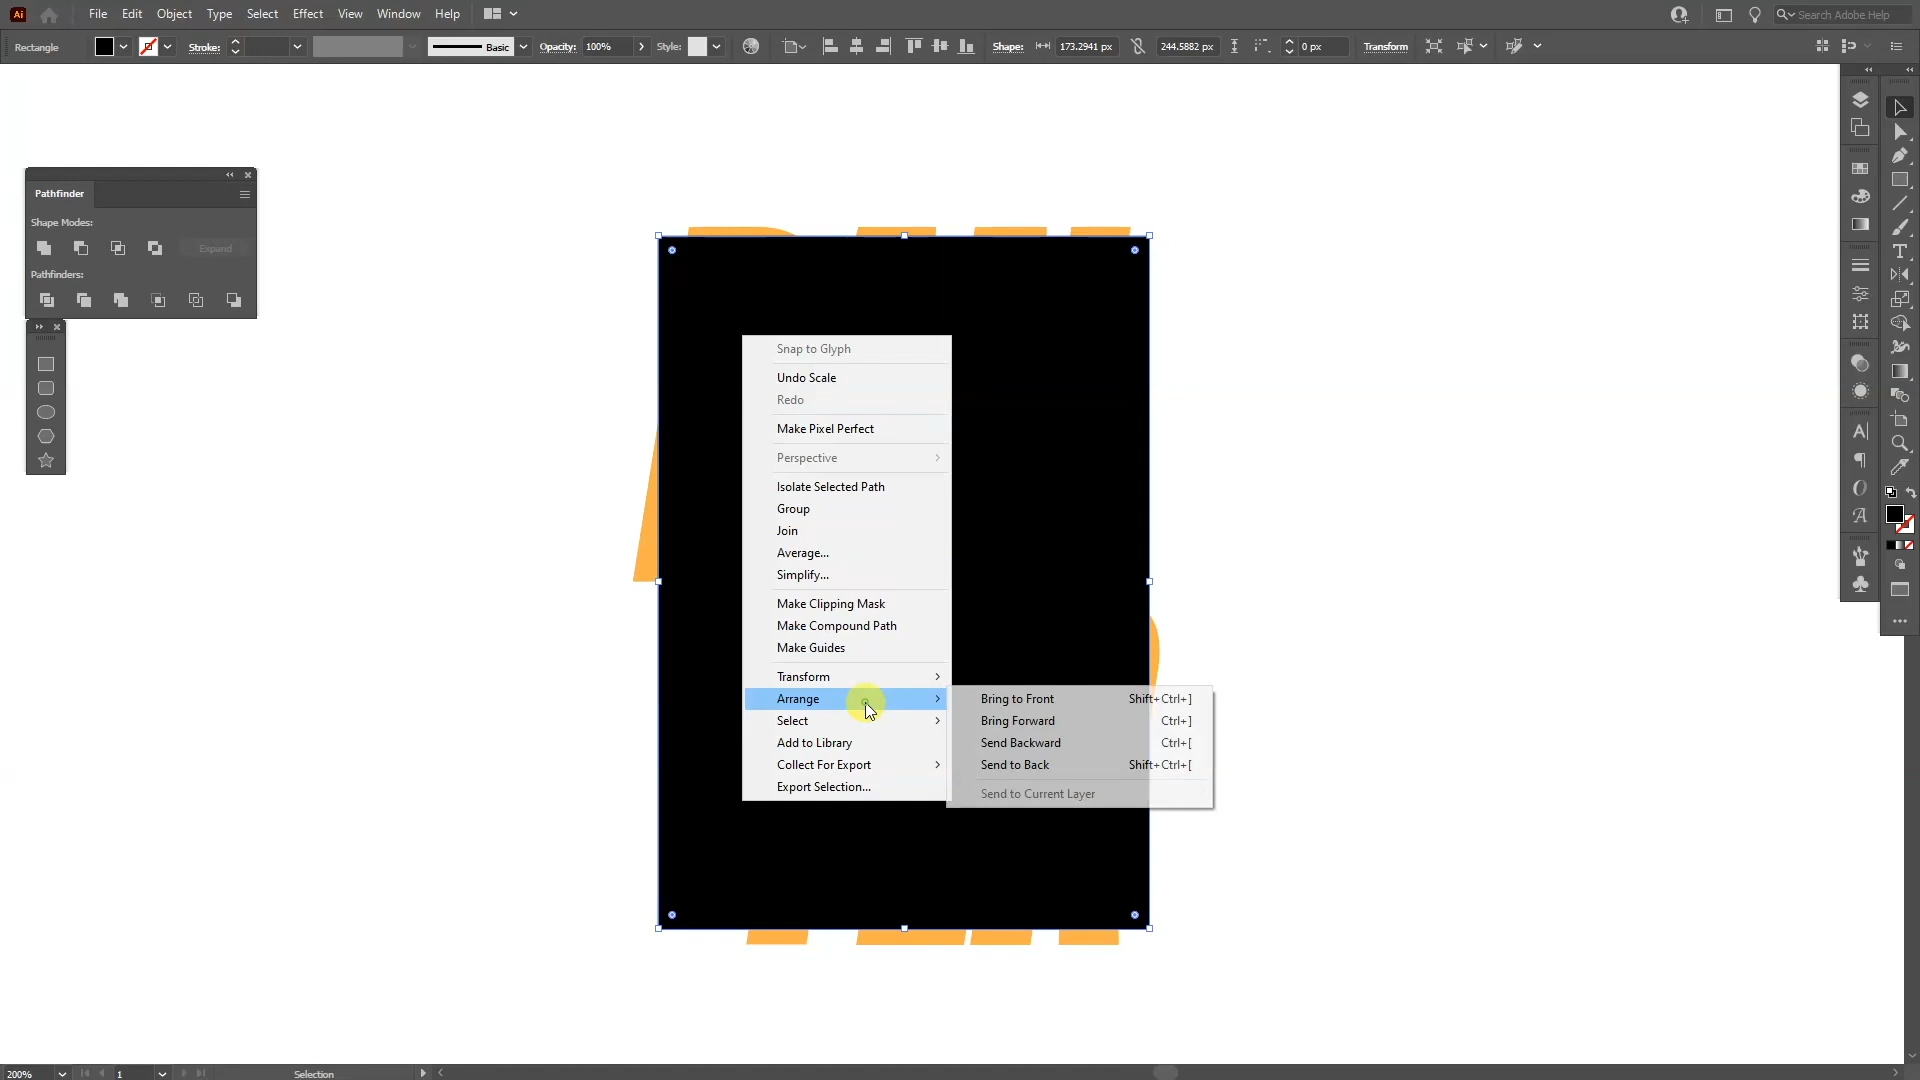 Ai File Edit Object Type Select Effect View Window Help Search Adobe Help
Rectangle Stroke: Basic Opacity: 100% Style: Shape: 173.2941 px 244.5882 px 0 px Transform
Pathfinder
Shape Modes:
Expand
Pathfinders:
Snap to Glyph
Undo Scale
Redo
Make Pixel Perfect
Perspective
Isolate Selected Path
Group
Join
Average...
Simplify...
Make Clipping Mask
Make Compound Path
Make Guides
Transform
Arrange
Select
Add to Library
Collect For Export
Export Selection...
Bring to Front Shift+Ctrl+]
Bring Forward Ctrl+]
Send Backward Ctrl+[
Send to Back Shift+Ctrl+[
Send to Current Layer
200% 1 Selection